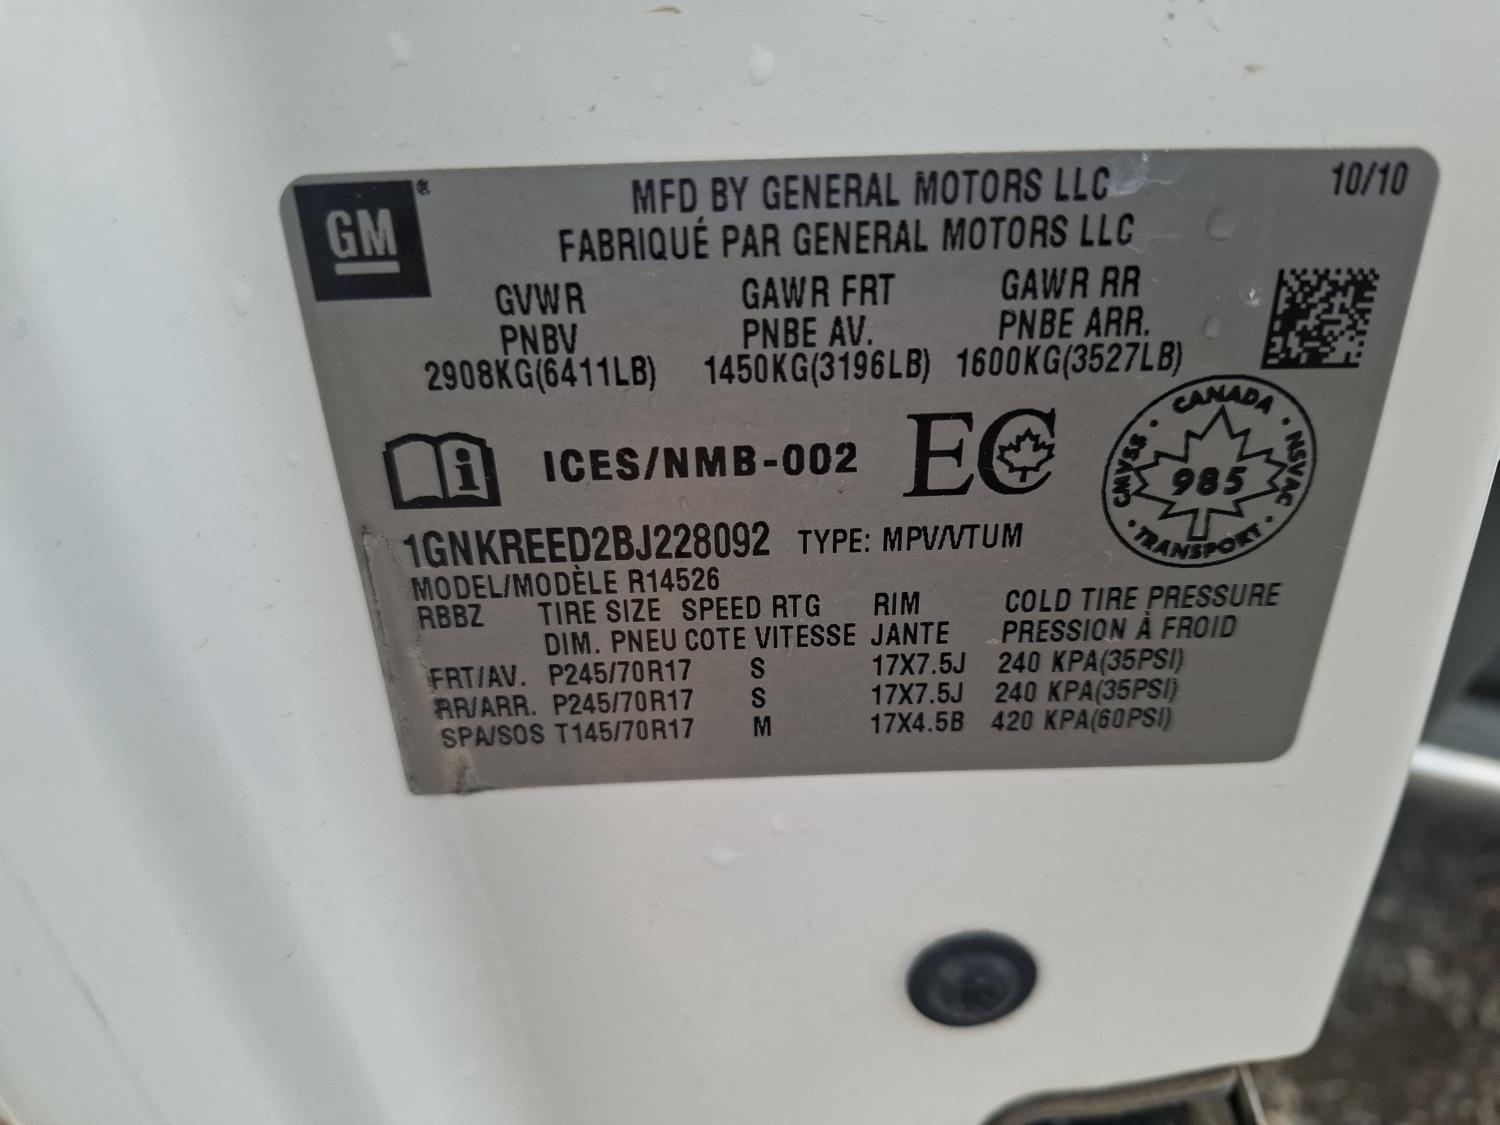 GM®
MFD BY GENERAL MOTORS LLC
10/10
FABRIQUÉ PAR GENERAL MOTORS LLC
GVWR GAWR FRT GAWR RR
PNBV PNBE AV. PNBE ARR.
2908KG(6411LB) 1450KG(3196LB) 1600KG(3527LB)
i ICES/NMB-002 EC
CANADA
CMVSS 985 NSVAC
TRANSPORT
1GNKREED2BJ228092 TYPE: MPV/VTUM
MODEL/MODÈLE R14526
RBBZ TIRE SIZE SPEED RTG RIM COLD TIRE PRESSURE
DIM. PNEU COTE VITESSE JANTE PRESSION À FROID
FRT/AV. P245/70R17 S 17X7.5J 240 KPA(35PSI)
RR/ARR. P245/70R17 S 17X7.5J 240 KPA(35PSI)
SPA/SOS T145/70R17 M 17X4.5B 420 KPA(60PSI)